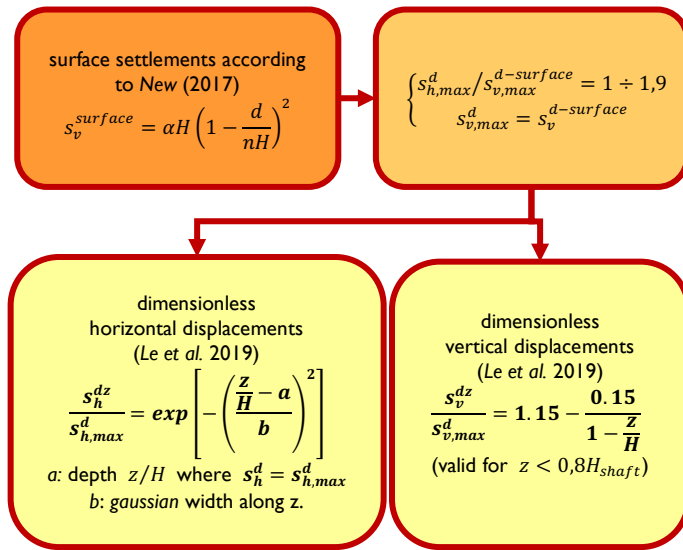 surface settlements according
to New (2017)
s_v^{surface} = αH (1 − d/nH)^2
{ s_{h,max}^d / s_{v,max}^{d−surface} = 1 ÷ 1,9
s_{v,max}^d = s_v^{d−surface}
dimensionless
horizontal displacements
(Le et al. 2019)
s_h^{dz} / s_{h,max}^d = exp [ −( (z/H − a) / b )^2 ]
a: depth z/H where s_h^d = s_{h,max}^d
b: gaussian width along z.
dimensionless
vertical displacements
(Le et al. 2019)
s_v^{dz} / s_{v,max}^d = 1.15 − 0.15 / (1 − z/H)
(valid for z < 0,8H_{shaft})